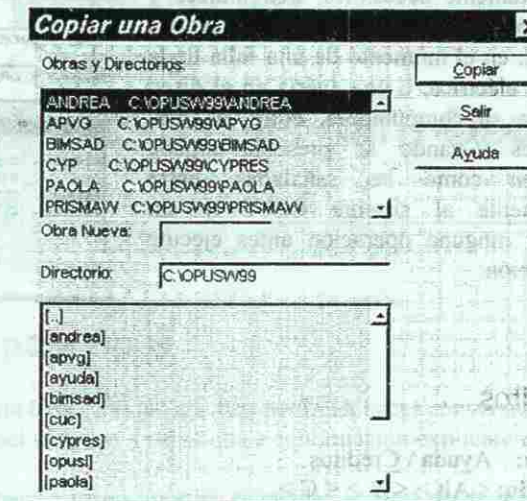 Copiar una Obra
Obras y Directorios:
ANDREA C:\OPUSW99\ANDREA
APVG C:\OPUSW99\APVG
BIMSAD C:\OPUSW99\BIMSAD
CYP C:\OPUSW99\CYPRES
PAOLA C:\OPUSW99\PAOLA
PRISMAW C:\OPUSW99\PRISMAW
Copiar
Salir
Ayuda
Obra Nueva:
Directorio: C:\OPUSW99
[..]
[andrea]
[apvg]
[ayuda]
[bimsad]
[cuc]
[cypres]
[opusl]
[paola]